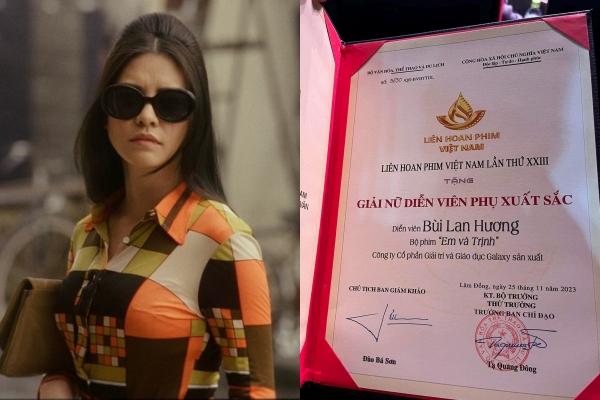 BỘ VĂN HÓA, THỂ THAO VÀ DU LỊCH
CỘNG HÒA XÃ HỘI CHỦ NGHĨA VIỆT NAM
Độc lập - Tự do - Hạnh phúc
LIÊN HOAN PHIM
VIỆT NAM
LIÊN HOAN PHIM VIỆT NAM LẦN THỨ XXIII
TẶNG
GIẢI NỮ DIỄN VIÊN PHỤ XUẤT SẮC
Diễn viên Bùi Lan Hương
Bộ phim "Em và Trịnh"
Công ty Cổ phần Giải trí và Giáo dục Galaxy sản xuất
Lâm Đồng, ngày 25 tháng 11 năm 2023
CHỦ TỊCH BAN GIÁM KHẢO
KT. BỘ TRƯỞNG
THỨ TRƯỞNG
TRƯỞNG BAN CHỈ ĐẠO
Đào Bá Sơn
Tạ Quang Đông